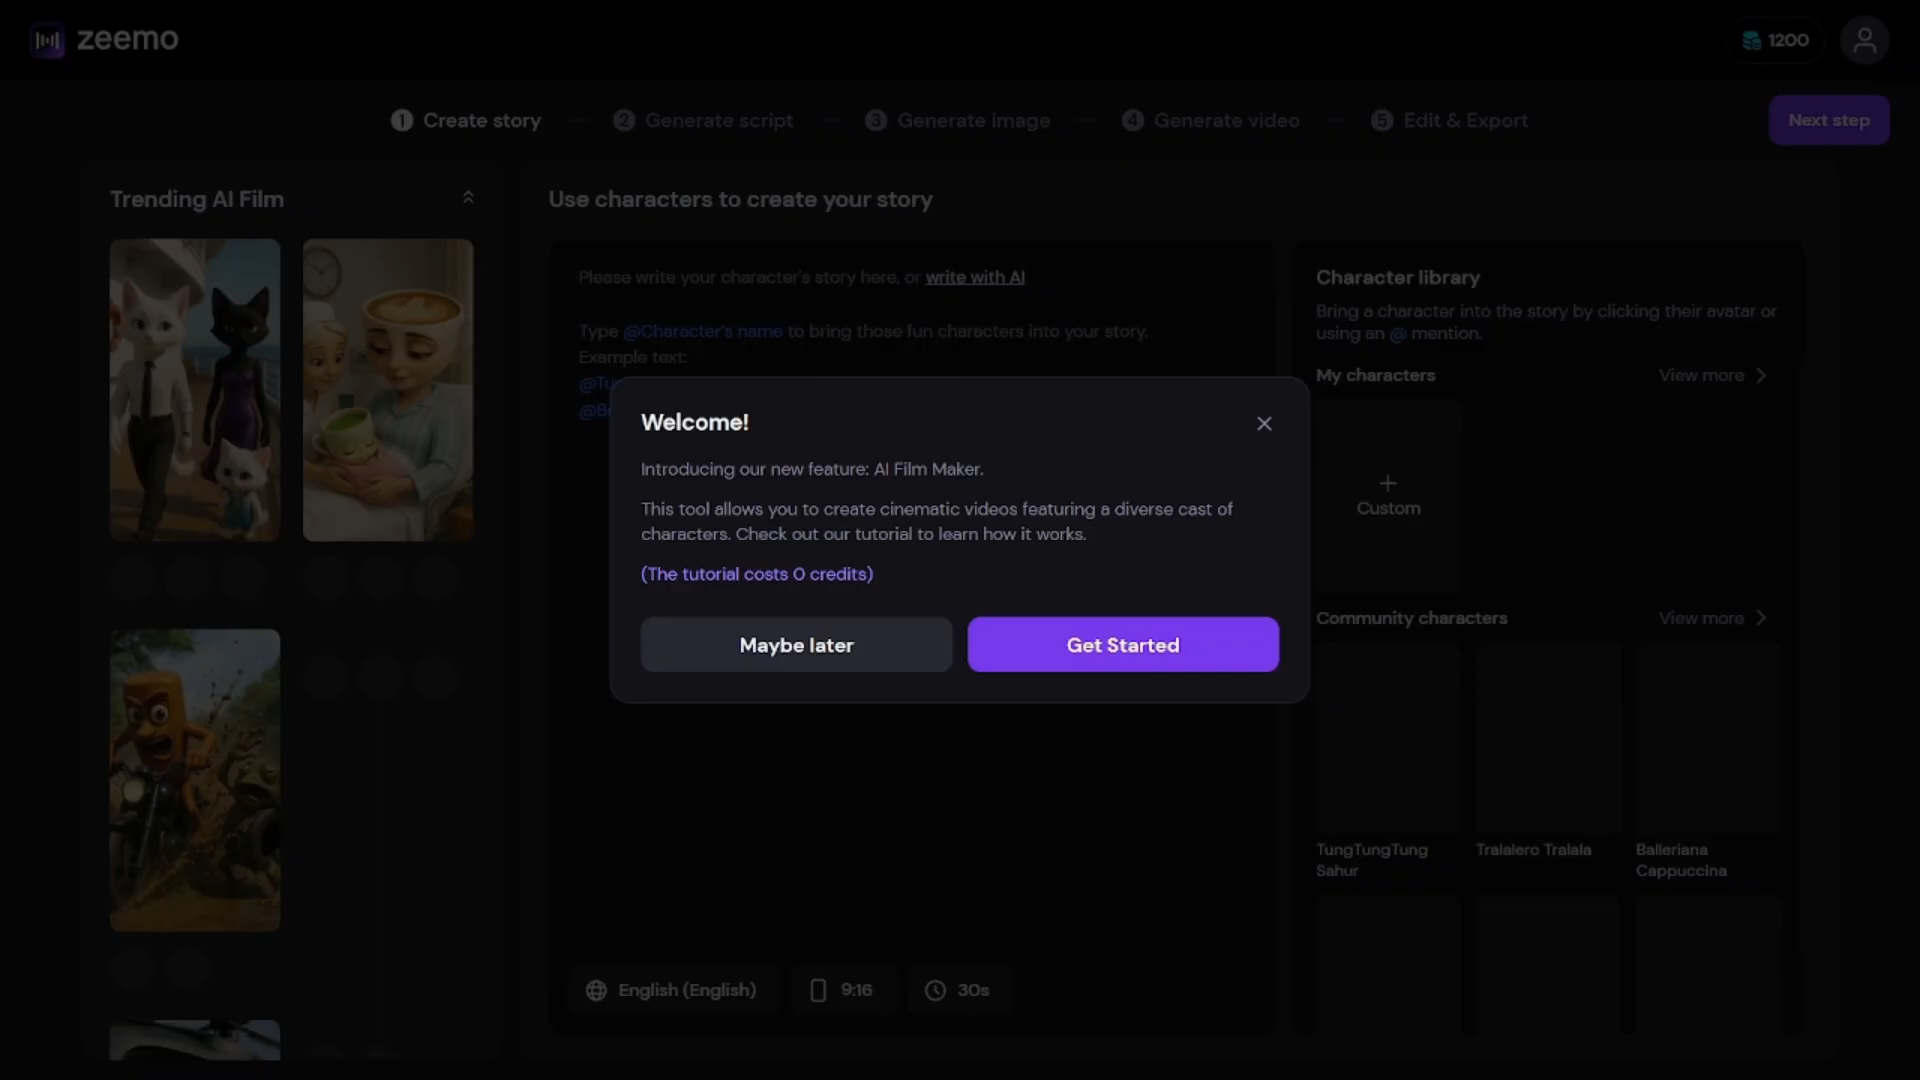 zeemo
1200
1 Create story
2 Generate script
3 Generate image
4 Generate video
5 Edit & Export
Next step
Trending AI Film
Use characters to create your story
Please write your character's story here, or write with AI
Type @Character's name to bring those fun characters into your story.
Example text:
Character library
Bring a character into the story by clicking their avatar or
using an @ mention.
My characters
View more
Custom
Welcome!
Introducing our new feature: AI Film Maker.
This tool allows you to create cinematic videos featuring a diverse cast of
characters. Check out our tutorial to learn how it works.
(The tutorial costs 0 credits)
Maybe later
Get Started
Community characters
View more
TungTungTung
Sahur
Tralalero Tralala
Ballerina
Cappuccina
English (English)
9:16
30s